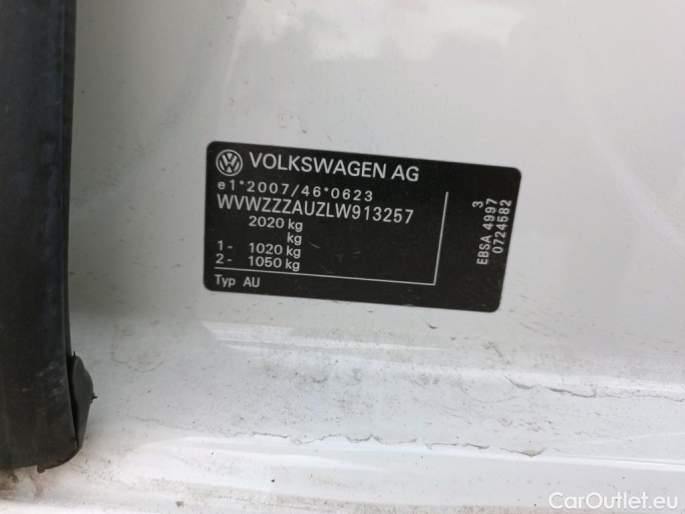 VOLKSWAGEN AG
e1*2007/46*0623
WVWZZZAUZLW913257
2020 kg
kg
1- 1020 kg
2- 1050 kg
Typ AU
3
EBSA 4997
0724582
CarOutlet.eu